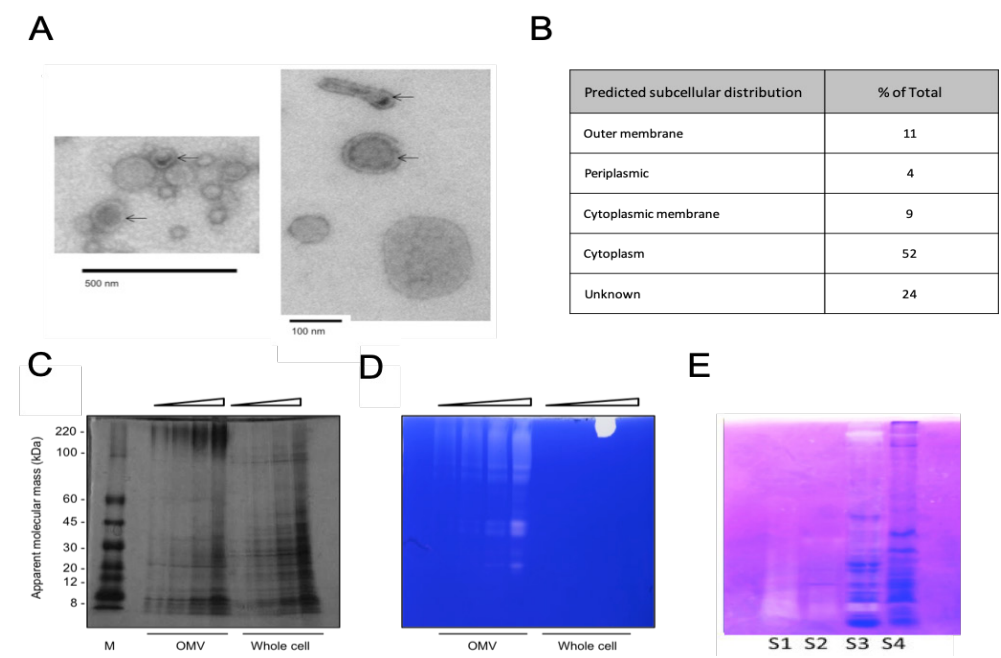 A
B
500 nm
100 nm
Predicted subcellular distribution % of Total
Outer membrane 11
Periplasmic 4
Cytoplasmic membrane 9
Cytoplasm 52
Unknown 24
C
D
E
Apparent molecular mass (kDa)
220 -
100 -
60 -
45 -
30 -
20 -
12 -
8 -
M OMV Whole cell
OMV Whole cell
S1 S2 S3 S4